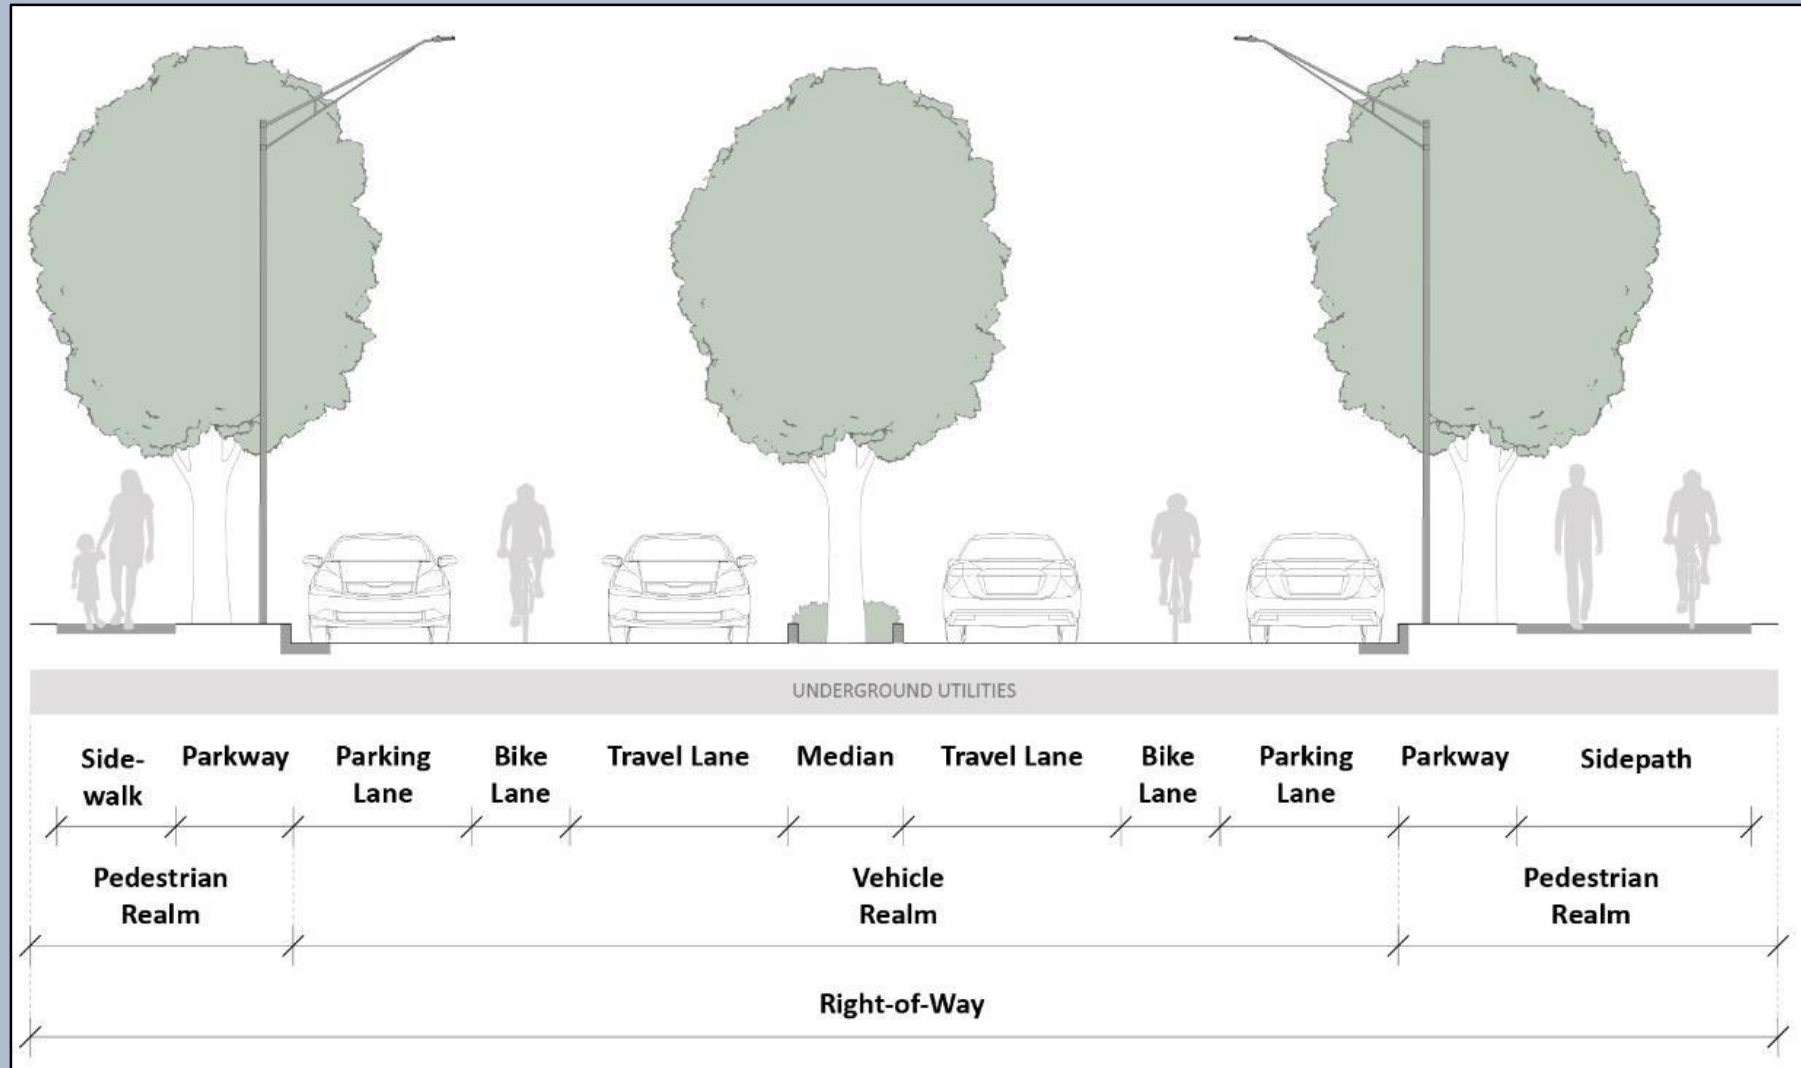 UNDERGROUND UTILITIES
Side-
walk
Parkway
Parking
Lane
Bike
Lane
Travel Lane
Median
Travel Lane
Bike
Lane
Parking
Lane
Parkway
Sidepath
Pedestrian
Realm
Vehicle
Realm
Pedestrian
Realm
Right-of-Way